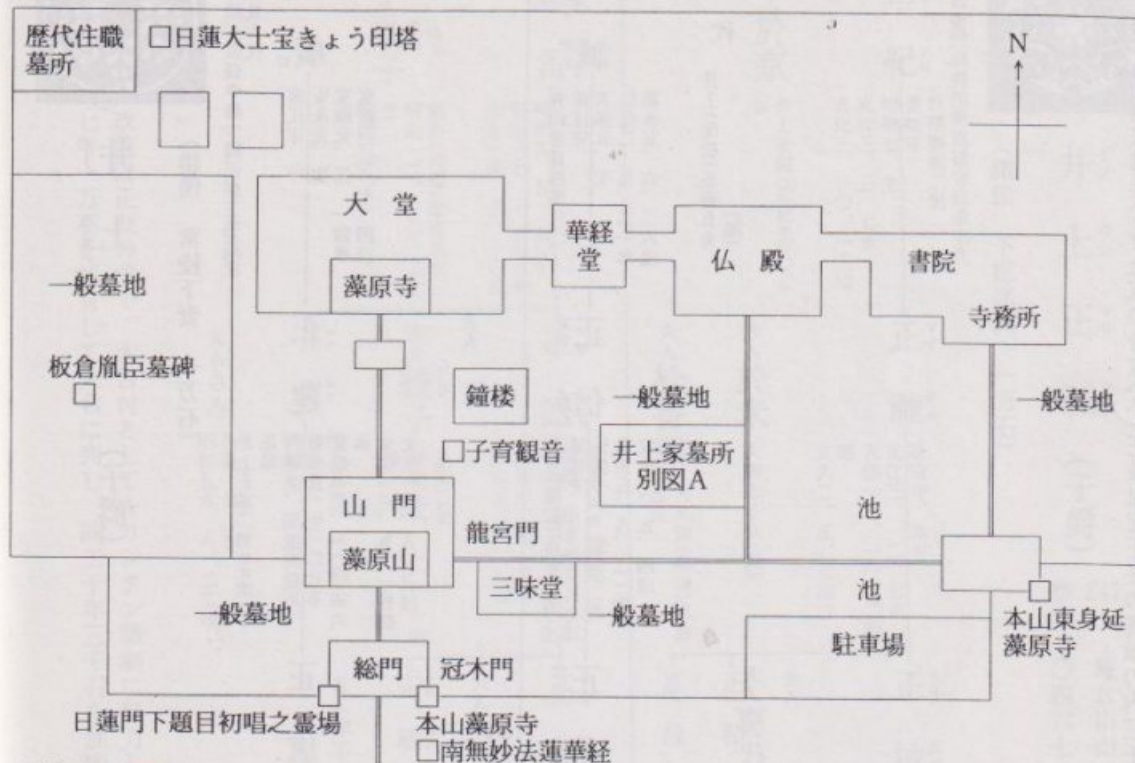 歴代住職
墓所
□日蓮大士宝きょう印塔
N
大堂
華経
堂
仏殿
書院
寺務所
藻原寺
一般墓地
板倉胤臣墓碑
鐘楼
一般墓地
一般墓地
□子育観音
井上家墓所
別図A
山門
龍宮門
池
藻原山
三味堂
池
一般墓地
一般墓地
本山東身延
藻原寺
駐車場
総門
冠木門
日蓮門下題目初唱之霊場
本山藻原寺
□南無妙法蓮華経